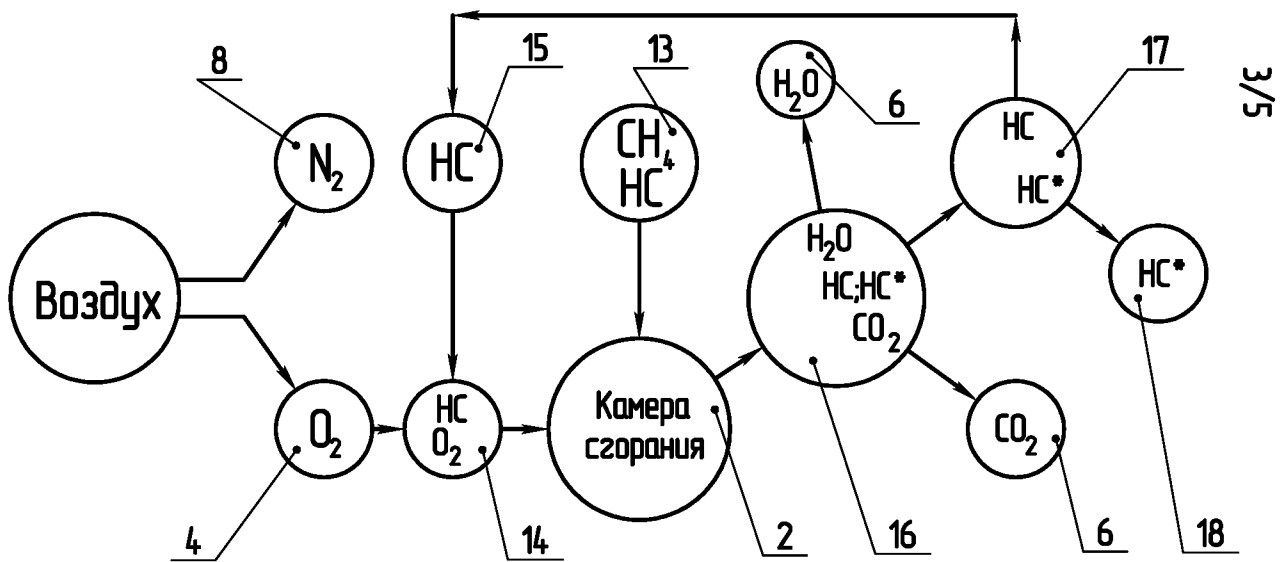 8
15
13
17
3/5
H₂O
6
N₂
HC
CH₄
HC
HC
HC*
Воздух
H₂O
HC;HC*
CO₂
HC*
O₂
HC
O₂
Камера
сгорания
CO₂
4
14
2
16
6
18